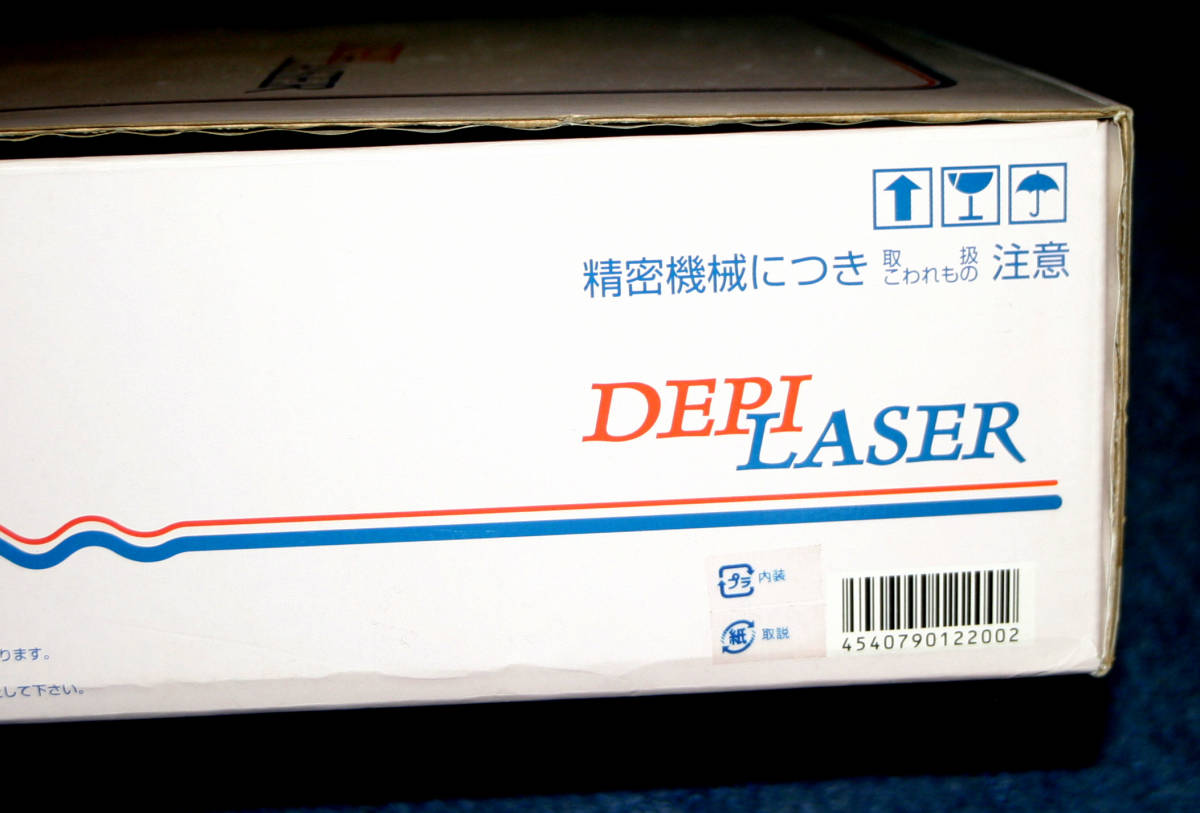 精密機械につき 取扱 こわれもの 注意
DEPI
LASER
プラ 内装
紙 取説
4540790122002
ります。
して下さい。